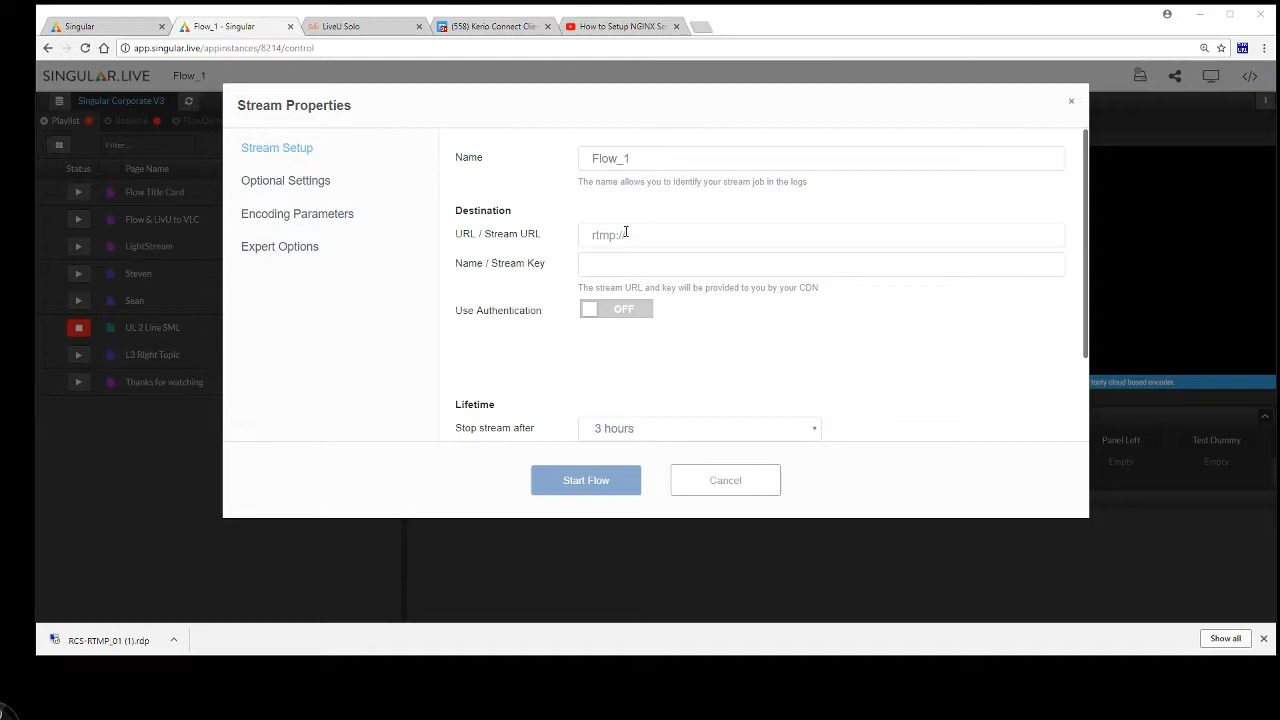 Singular
Flow_1 - Singular
LiveU Solo
(558) Kerio Connect Clie
How to Setup NGINX Se
app.singular.live/appinstances/8214/control
SINGULAR.LIVE
Flow_1
Singular Corporate V3
Playlist
Baseline
FlowDem
Filter...
Status
Page Name
Flow Title Card
Flow & LivU to VLC
LightStream
Steven
Sean
UL 2 Line SML
L3 Right Topic
Thanks for watching
Stream Properties
Stream Setup
Optional Settings
Encoding Parameters
Expert Options
Name
Flow_1
The name allows you to identify your stream job in the logs
Destination
URL / Stream URL
rtmp://
Name / Stream Key
The stream URL and key will be provided to you by your CDN
Use Authentication
OFF
Lifetime
Stop stream after
3 hours
Start Flow
Cancel
tasty cloud based encoder.
Panel Left
Test Dummy
Empty
Empty
RCS-RTMP_01 (1).rdp
Show all